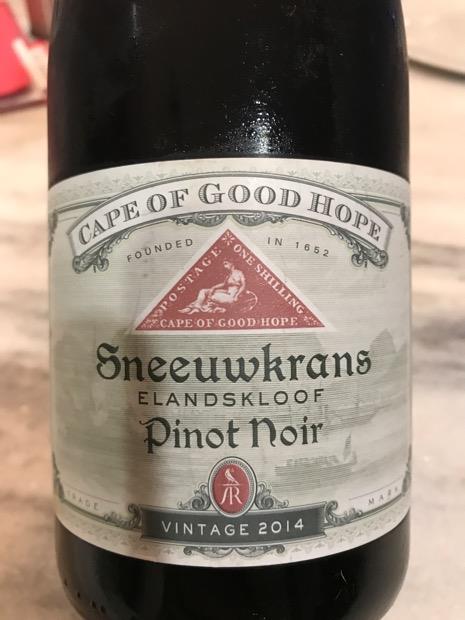 CAPE OF GOOD HOPE
FOUNDED IN 1652
POSTAGE ONE SHILLING
CAPE OF GOOD HOPE
Sneeuwkrans
ELANDSKLOOF
Pinot Noir
AR
TRADE MARK
VINTAGE 2014